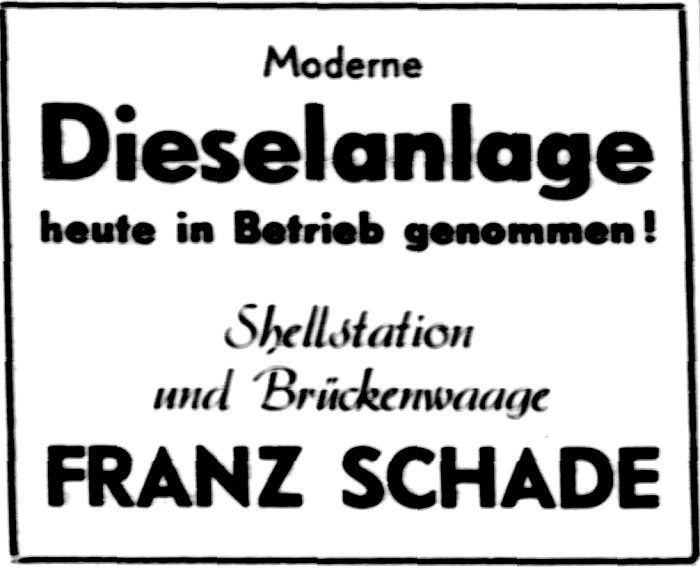 Moderne
Dieselanlage
heute in Betrieb genommen!
Shellstation
und Brückenwaage
FRANZ SCHADE